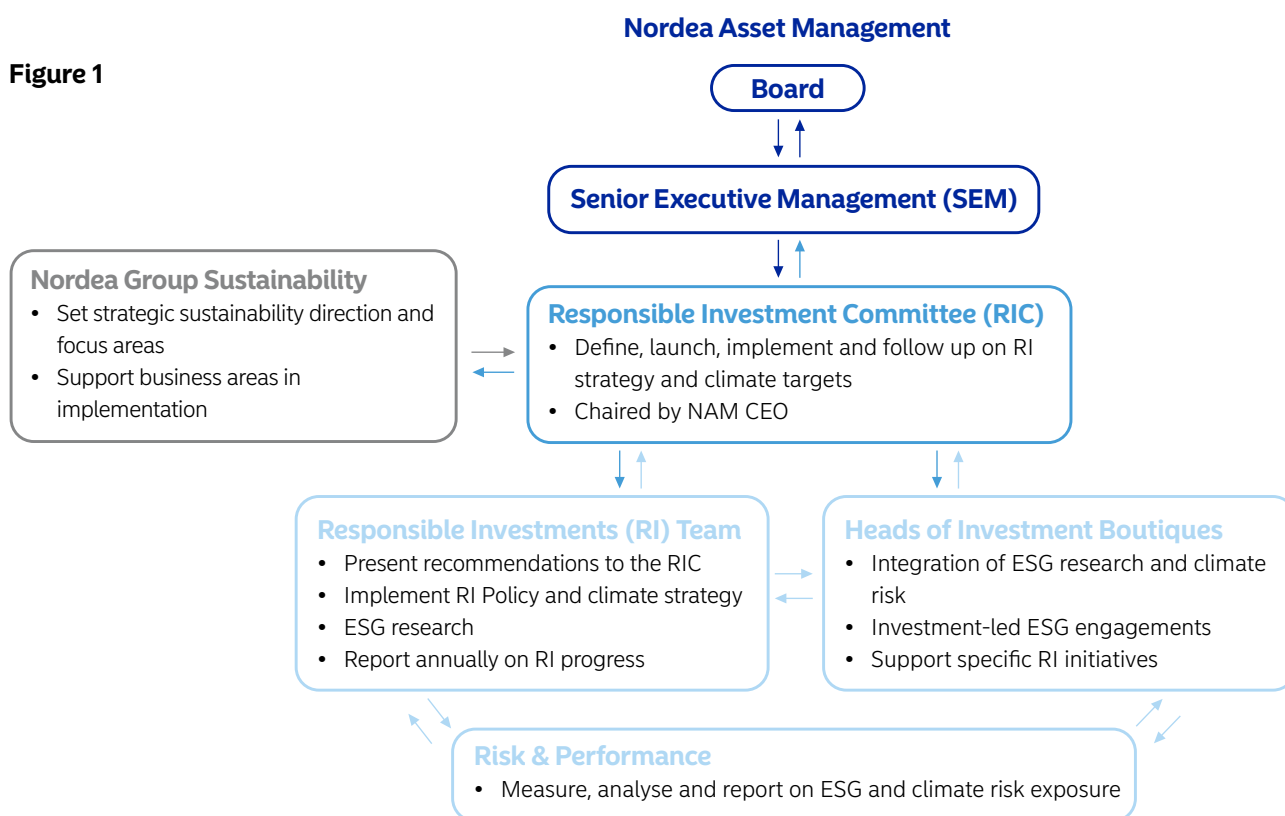 Nordea Asset Management
Figure 1
Board
Senior Executive Management (SEM)
Nordea Group Sustainability
• Set strategic sustainability direction and
focus areas
• Support business areas in
implementation
Responsible Investment Committee (RIC)
• Define, launch, implement and follow up on RI
strategy and climate targets
• Chaired by NAM CEO
Responsible Investments (RI) Team
• Present recommendations to the RIC
• Implement RI Policy and climate strategy
• ESG research
• Report annually on RI progress
Heads of Investment Boutiques
• Integration of ESG research and climate
risk
• Investment-led ESG engagements
• Support specific RI initiatives
Risk & Performance
• Measure, analyse and report on ESG and climate risk exposure